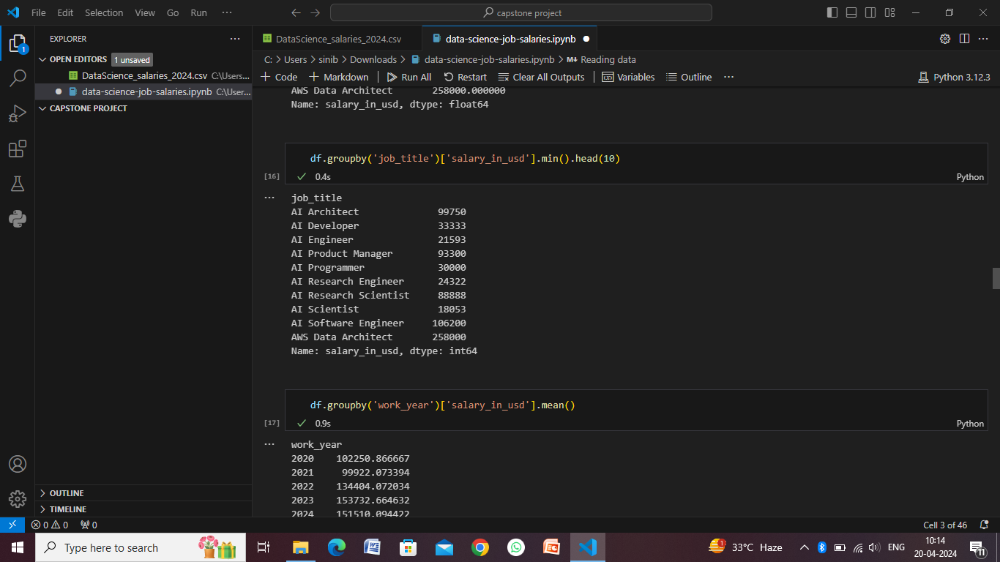 File Edit Selection View Go Run ··· capstone project
EXPLORER ···
OPEN EDITORS 1 unsaved
DataScience_salaries_2024.csv C:\Users...
data-science-job-salaries.ipynb C:\User...
CAPSTONE PROJECT
OUTLINE
TIMELINE
1
DataScience_salaries_2024.csv data-science-job-salaries.ipynb
C: > Users > sinib > Downloads > data-science-job-salaries.ipynb > Reading data
+ Code + Markdown Run All Restart Clear All Outputs Variables Outline ··· Python 3.12.3
AWS Data Architect 258000.000000
Name: salary_in_usd, dtype: float64
df.groupby('job_title')['salary_in_usd'].min().head(10)
[16] 0.4s Python
··· job_title
AI Architect 99750
AI Developer 33333
AI Engineer 21593
AI Product Manager 93300
AI Programmer 30000
AI Research Engineer 24322
AI Research Scientist 88888
AI Scientist 18053
AI Software Engineer 106200
AWS Data Architect 258000
Name: salary_in_usd, dtype: int64
df.groupby('work_year')['salary_in_usd'].mean()
[17] 0.9s Python
··· work_year
2020 102250.866667
2021 99922.073394
2022 134404.072034
2023 153732.664632
2024 151510.094422
0 0 0 Cell 3 of 46
Type here to search 1 33°C Haze ENG 10:14
20-04-2024 11